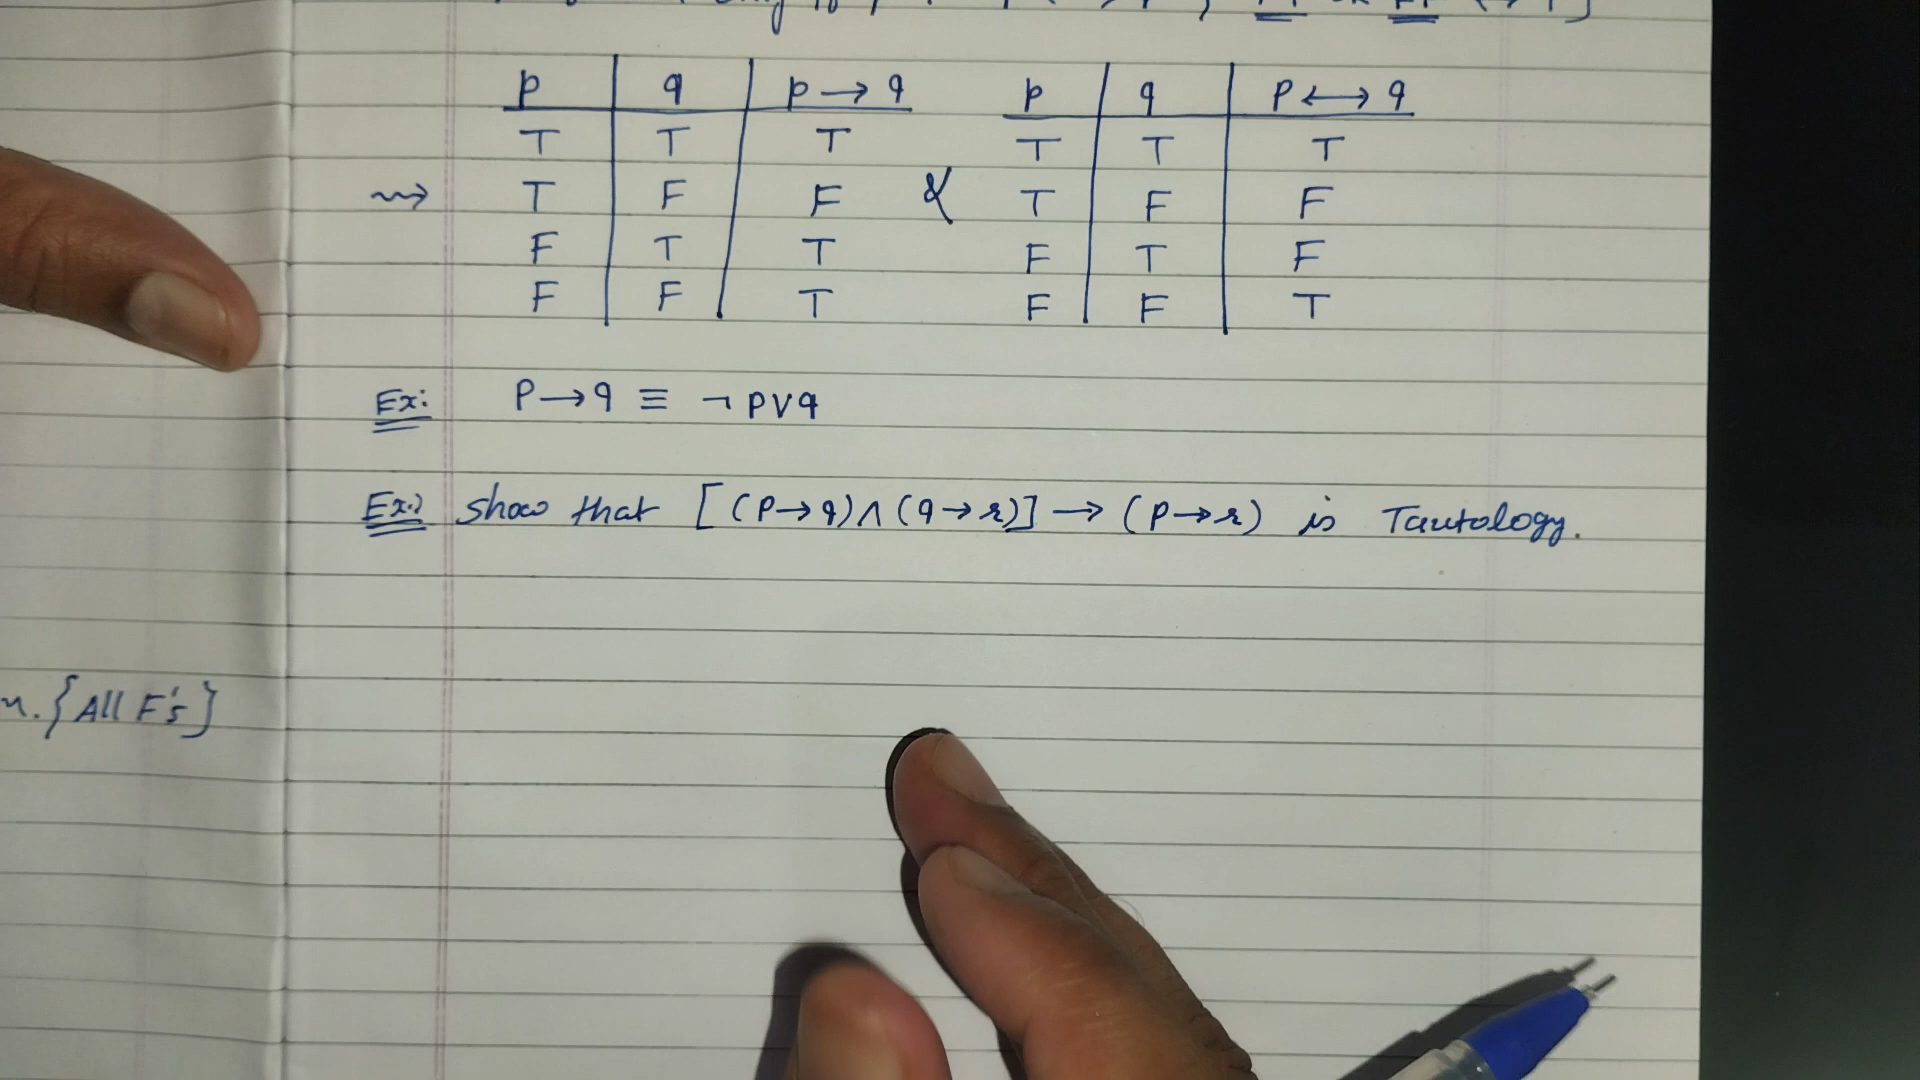 p q p → q p q P ↔ q
T T T T T T
⇝ T F F & T F F
F T T F T F
F F T F F T
Ex: P → q ≡ ¬ P ∨ q
Ex.) Show that [(P → q) ∧ (q → r)] → (P → r) is Tautology.
{All F's}